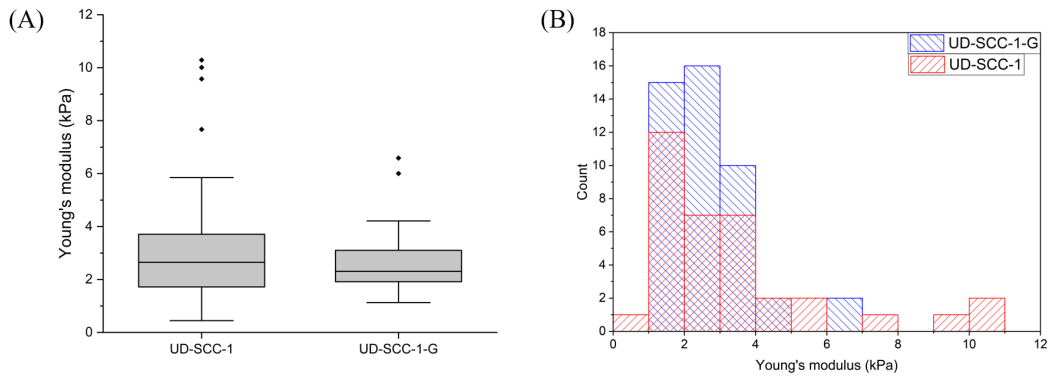 (A)
Young's modulus (kPa)
12
10
8
6
4
2
0
UD-SCC-1
UD-SCC-1-G
(B)
UD-SCC-1-G
UD-SCC-1
Count
18
16
14
12
10
8
6
4
2
0
0 2 4 6 8 10 12
Young's modulus (kPa)